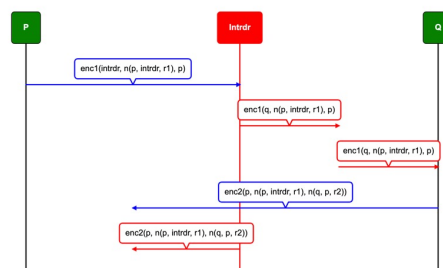 P
Intrdr
Q
enc1(intrdr, n(p, intrdr, r1), p)
enc1(q, n(p, intrdr, r1), p)
enc1(q, n(p, intrdr, r1), p)
enc2(p, n(p, intrdr, r1), n(q, p, r2))
enc2(p, n(p, intrdr, r1), n(q, p, r2))